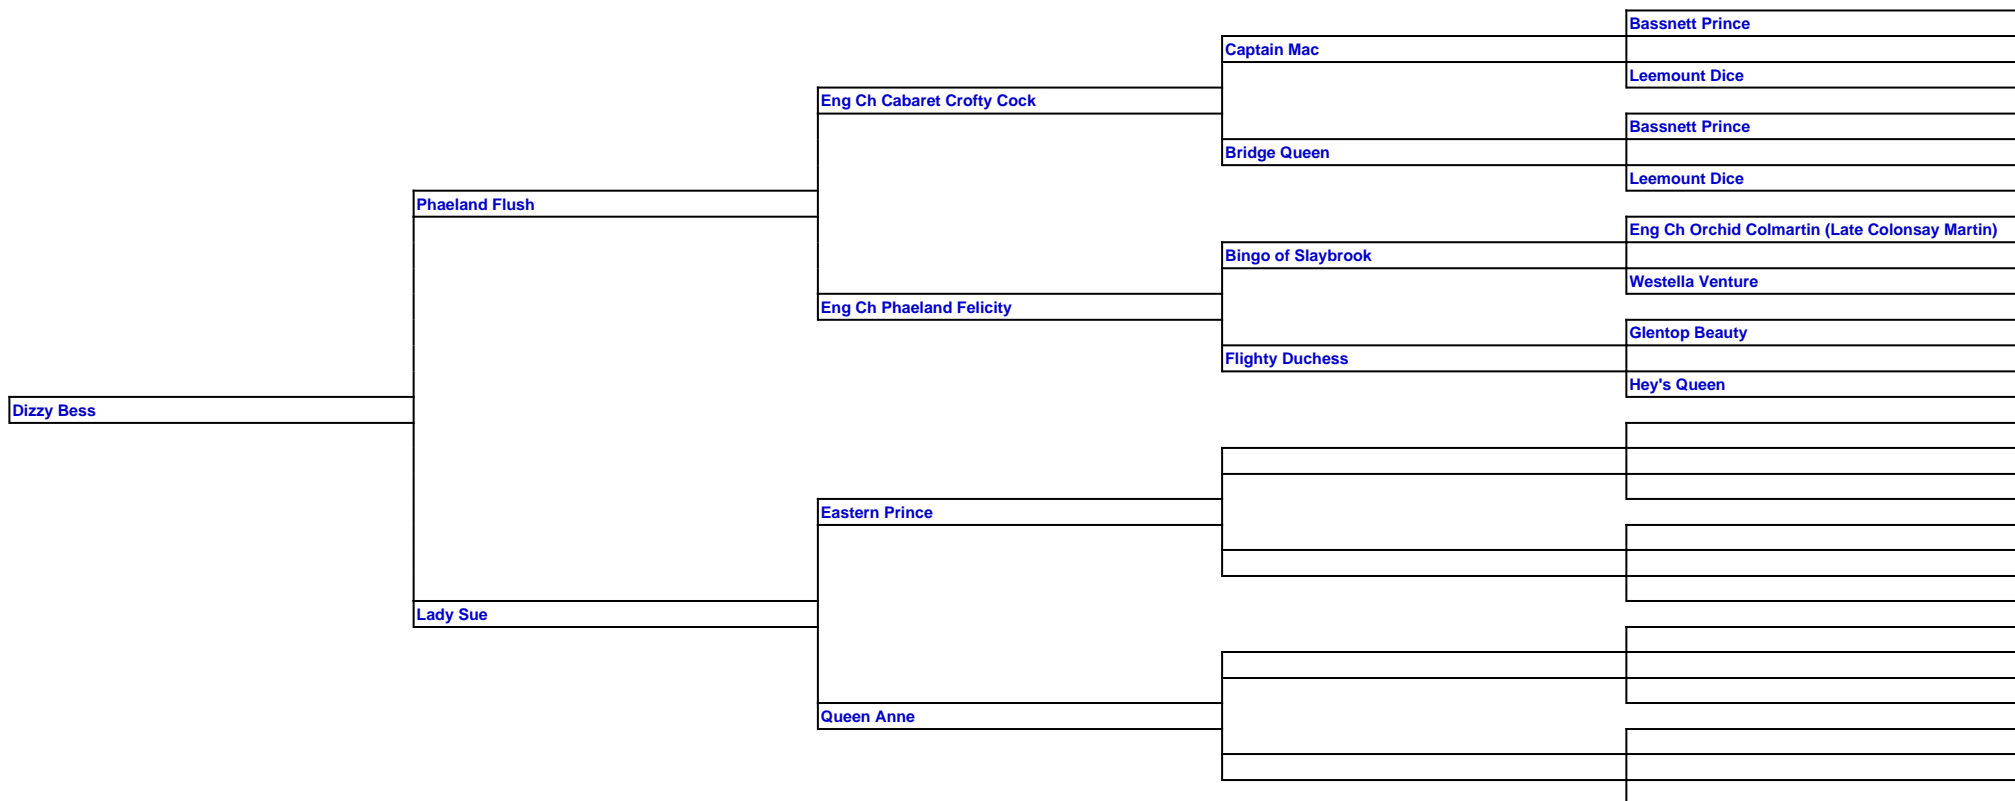 Bassnett Prince
Captain Mac
Leemount Dice
Eng Ch Cabaret Crofty Cock
Bassnett Prince
Bridge Queen
Leemount Dice
Phaeland Flush
Eng Ch Orchid Colmartin (Late Colonsay Martin)
Bingo of Slaybrook
Westella Venture
Eng Ch Phaeland Felicity
Glentop Beauty
Flighty Duchess
Hey's Queen
Dizzy Bess
Eastern Prince
Lady Sue
Queen Anne